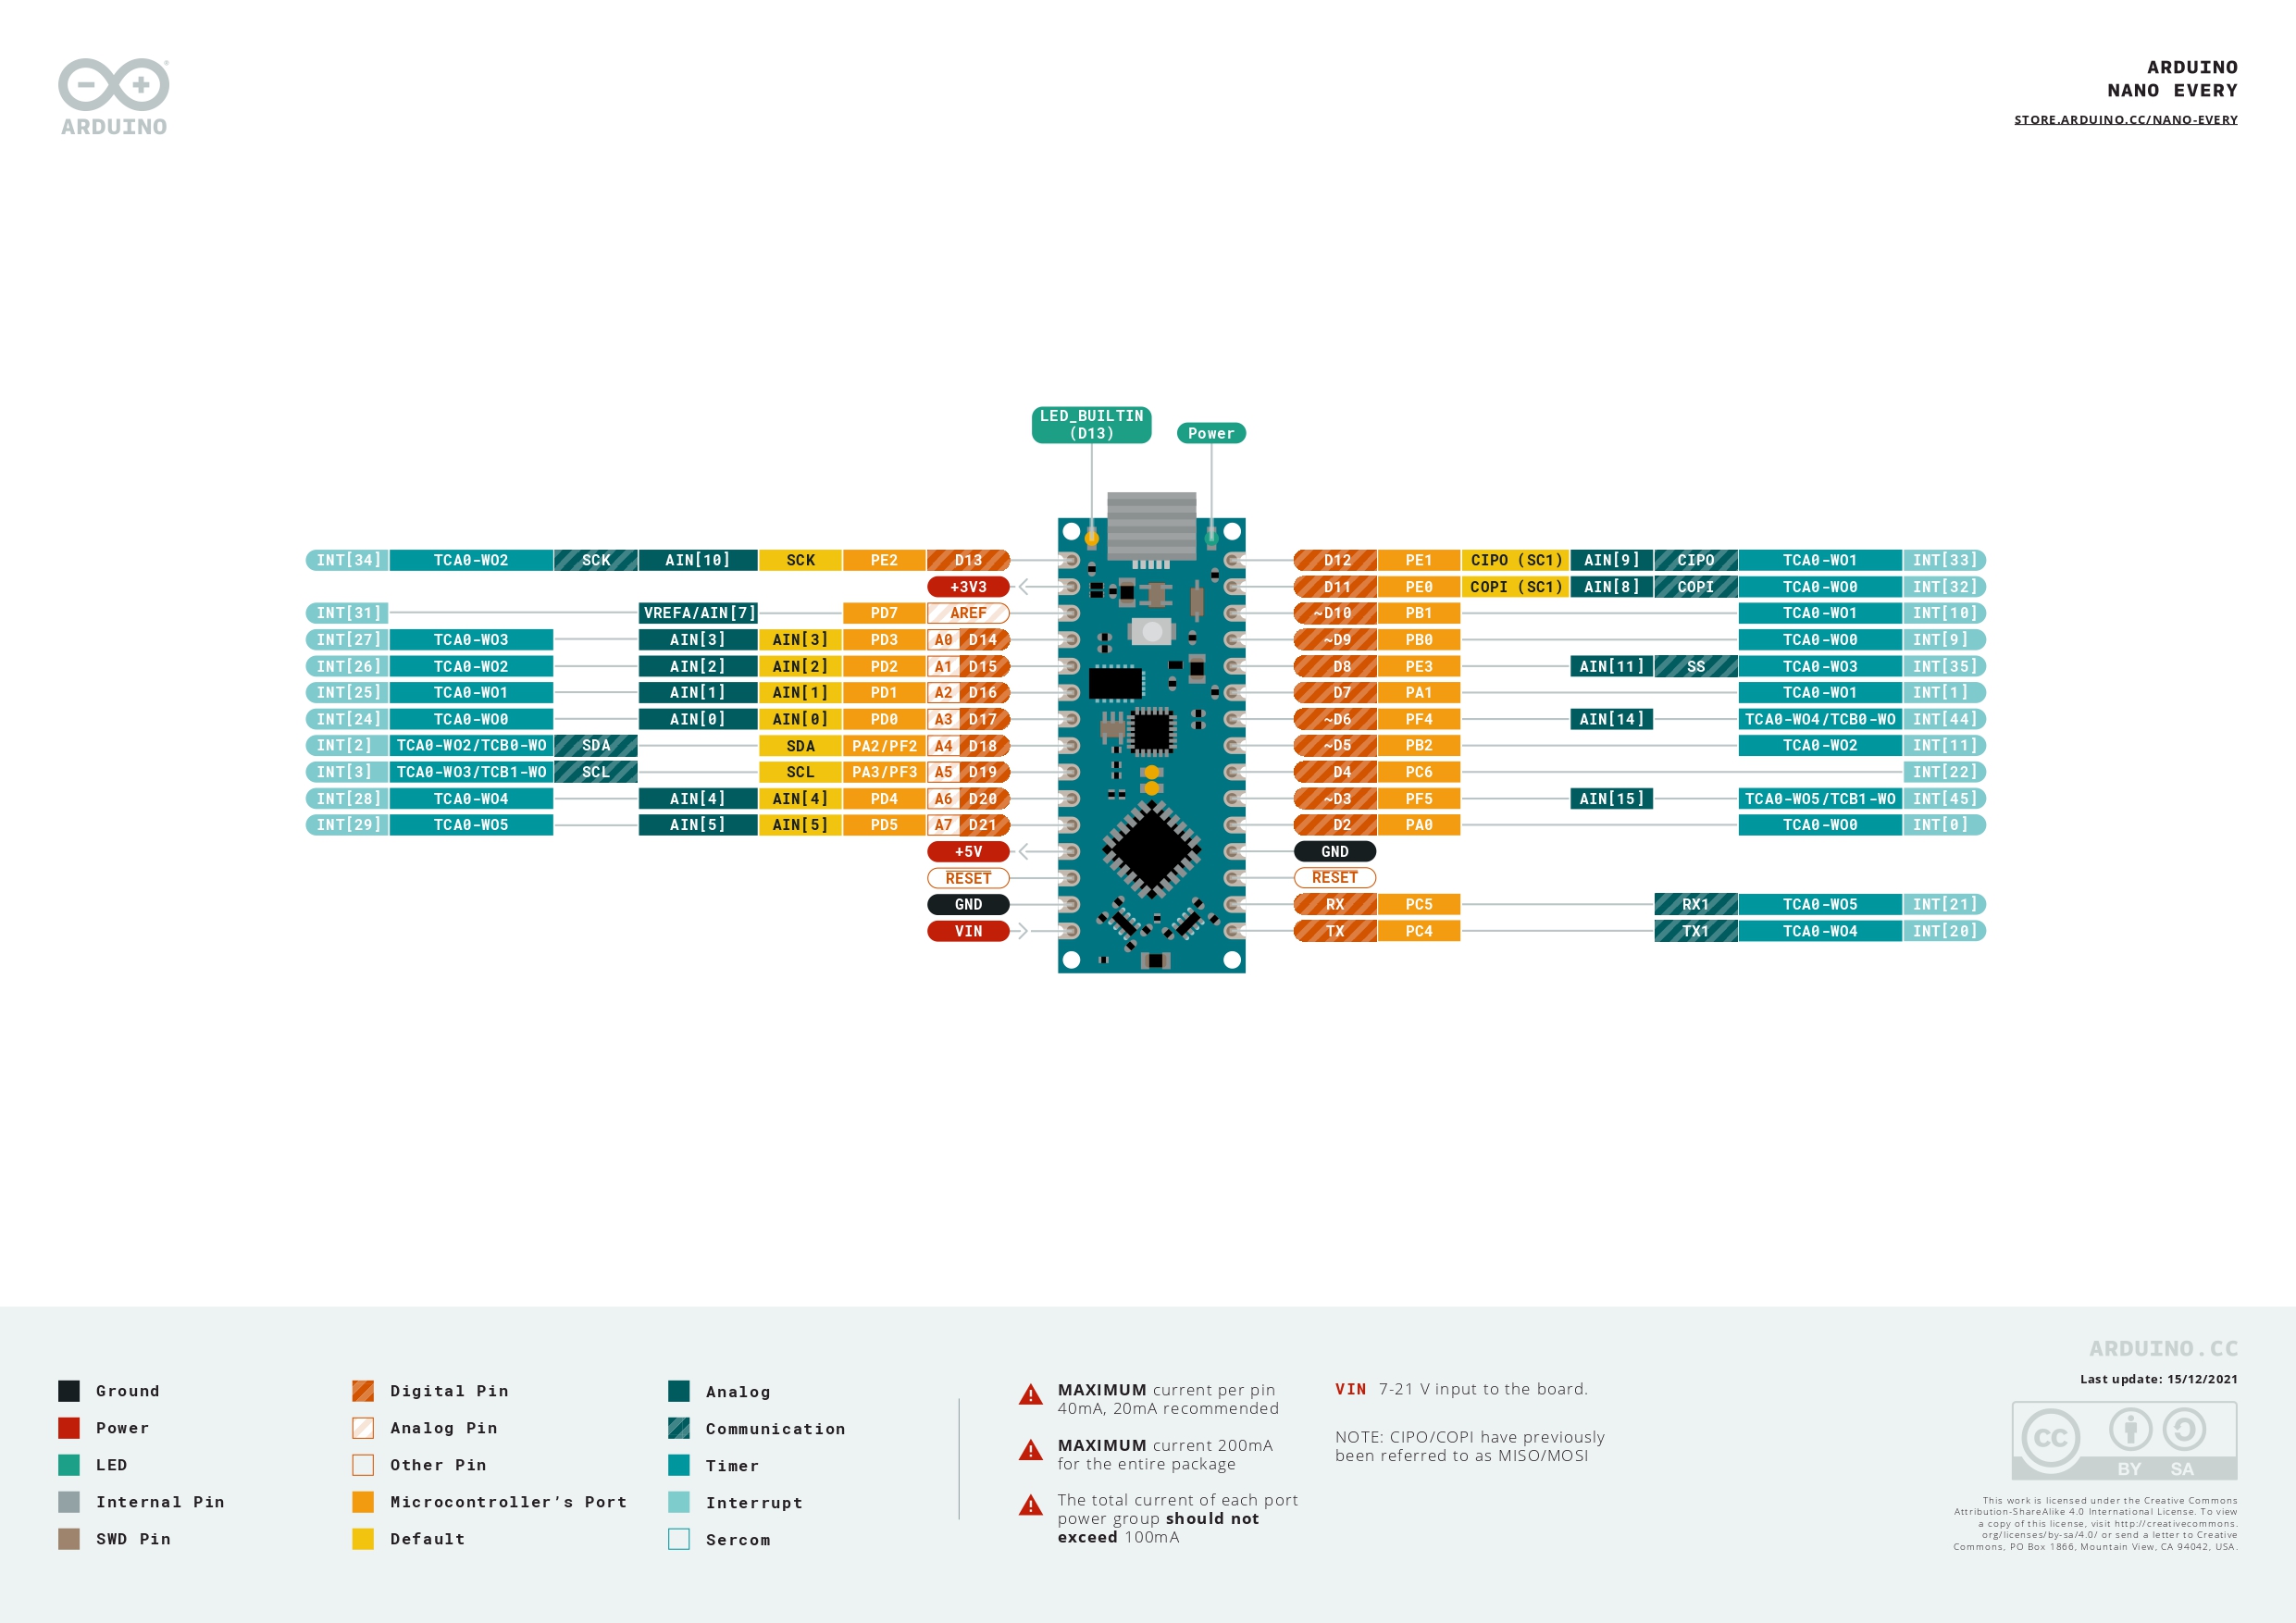 ARDUINO
ARDUINO
NANO EVERY
STORE.ARDUINO.CC/NANO-EVERY
LED_BUILTIN
(D13)
Power
INT[34] TCA0-WO2 SCK AIN[10] SCK PE2 D13
+3V3
INT[31] VREFA/AIN[7] PD7 AREF
INT[27] TCA0-WO3 AIN[3] AIN[3] PD3 A0 D14
INT[26] TCA0-WO2 AIN[2] AIN[2] PD2 A1 D15
INT[25] TCA0-WO1 AIN[1] AIN[1] PD1 A2 D16
INT[24] TCA0-WO0 AIN[0] AIN[0] PD0 A3 D17
INT[2] TCA0-WO2/TCB0-WO SDA SDA PA2/PF2 A4 D18
INT[3] TCA0-WO3/TCB1-WO SCL SCL PA3/PF3 A5 D19
INT[28] TCA0-WO4 AIN[4] AIN[4] PD4 A6 D20
INT[29] TCA0-WO5 AIN[5] AIN[5] PD5 A7 D21
+5V
RESET
GND
VIN
D12 PE1 CIPO (SC1) AIN[9] CIPO TCA0-WO1 INT[33]
D11 PE0 COPI (SC1) AIN[8] COPI TCA0-WO0 INT[32]
~D10 PB1 TCA0-WO1 INT[10]
~D9 PB0 TCA0-WO0 INT[9]
D8 PE3 AIN[11] SS TCA0-WO3 INT[35]
D7 PA1 TCA0-WO1 INT[1]
~D6 PF4 AIN[14] TCA0-WO4/TCB0-WO INT[44]
~D5 PB2 TCA0-WO2 INT[11]
D4 PC6 INT[22]
~D3 PF5 AIN[15] TCA0-WO5/TCB1-WO INT[45]
D2 PA0 TCA0-WO0 INT[0]
GND
RESET
RX PC5 RX1 TCA0-WO5 INT[21]
TX PC4 TX1 TCA0-WO4 INT[20]
Ground
Power
LED
Internal Pin
SWD Pin
Digital Pin
Analog Pin
Other Pin
Microcontroller's Port
Default
Analog
Communication
Timer
Interrupt
Sercom
MAXIMUM current per pin
40mA, 20mA recommended
MAXIMUM current 200mA
for the entire package
The total current of each port
power group should not
exceed 100mA
VIN 7-21 V input to the board.
NOTE: CIPO/COPI have previously
been referred to as MISO/MOSI
ARDUINO.CC
Last update: 15/12/2021
CC
BY SA
This work is licensed under the Creative Commons
Attribution-ShareAlike 4.0 International License. To view
a copy of this license, visit http://creativecommons.
org/licenses/by-sa/4.0/ or send a letter to Creative
Commons, PO Box 1866, Mountain View, CA 94042, USA.